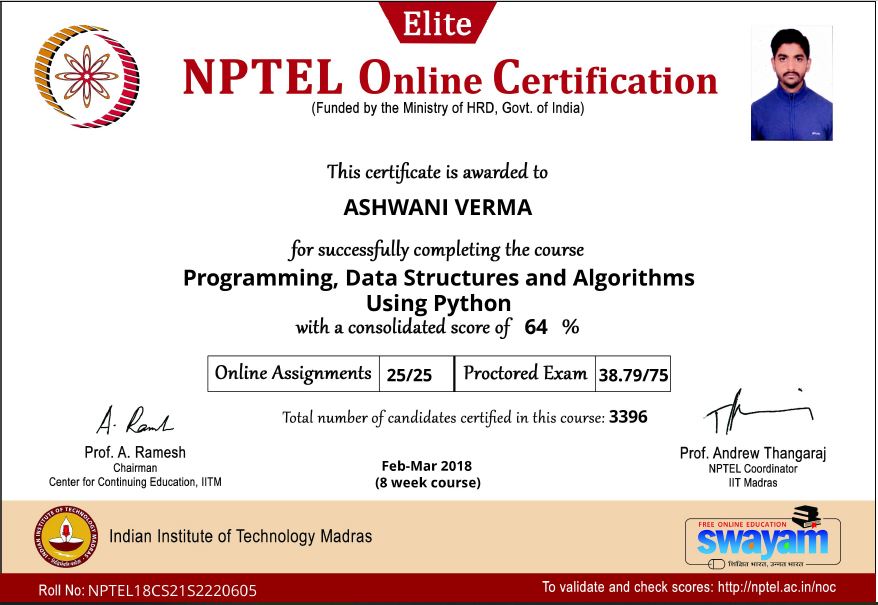 Elite
NPTEL Online Certification
(Funded by the Ministry of HRD, Govt. of India)
This certificate is awarded to
ASHWANI VERMA
for successfully completing the course
Programming, Data Structures and Algorithms
Using Python
with a consolidated score of 64 %
Online Assignments 25/25 Proctored Exam 38.79/75
Total number of candidates certified in this course: 3396
A. Ramesh
Prof. A. Ramesh
Chairman
Center for Continuing Education, IITM
Feb-Mar 2018
(8 week course)
Prof. Andrew Thangaraj
NPTEL Coordinator
IIT Madras
INDIAN INSTITUTE OF TECHNOLOGY MADRAS
Indian Institute of Technology Madras
FREE ONLINE EDUCATION
swayam
शिक्षित भारत, उन्नत भारत
Roll No: NPTEL18CS21S2220605
To validate and check scores: http://nptel.ac.in/noc